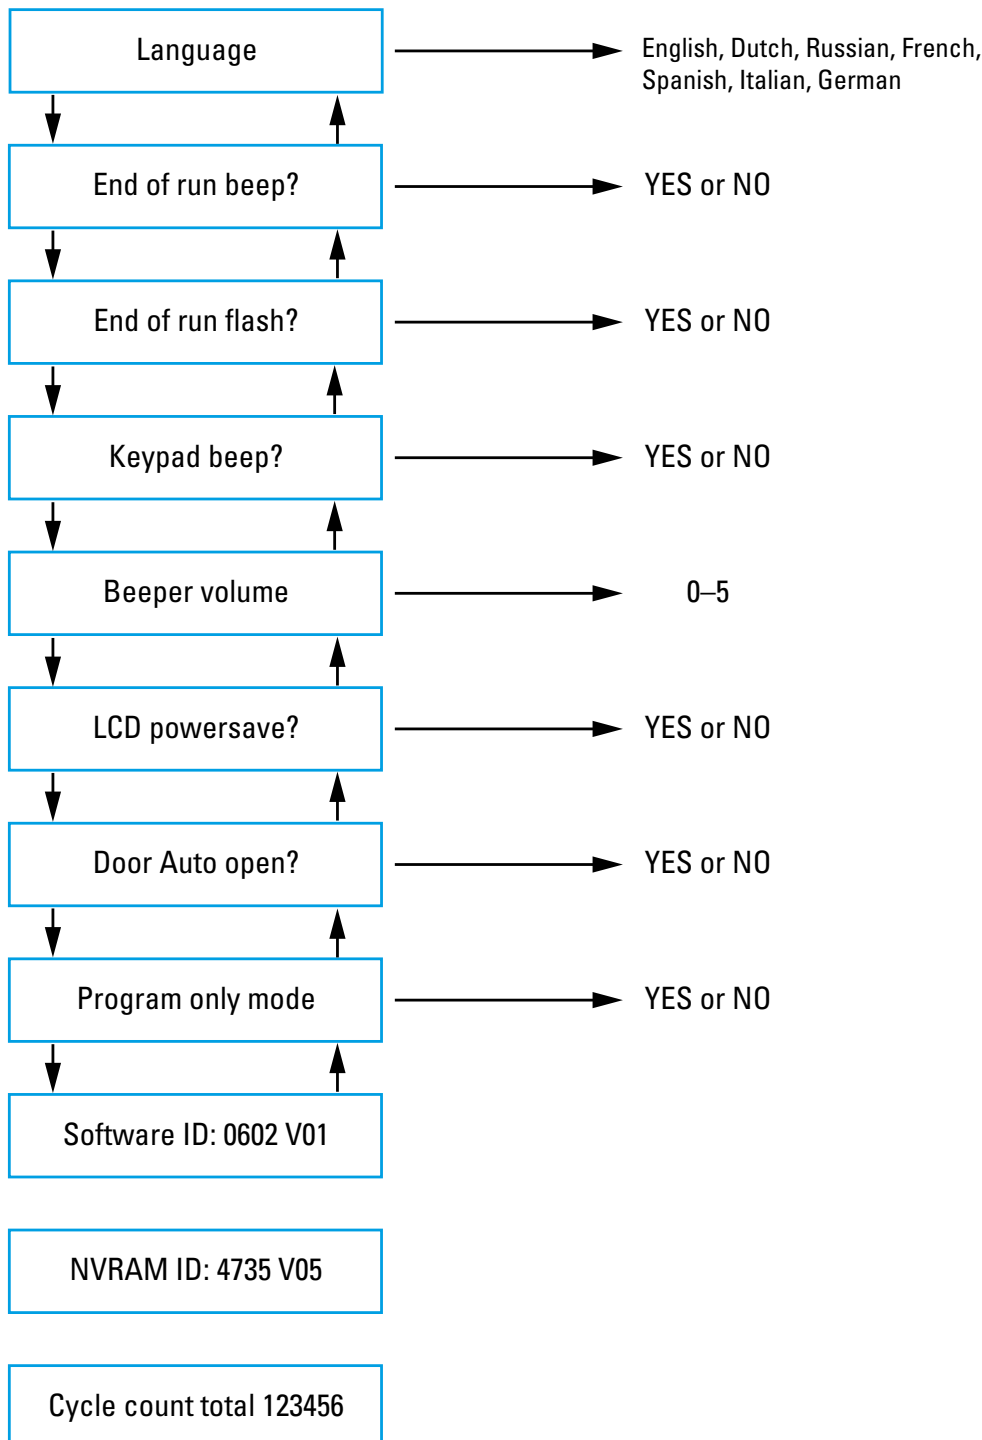 Language
English, Dutch, Russian, French,
Spanish, Italian, German
End of run beep?
YES or NO
End of run flash?
YES or NO
Keypad beep?
YES or NO
Beeper volume
0–5
LCD powersave?
YES or NO
Door Auto open?
YES or NO
Program only mode
YES or NO
Software ID: 0602 V01
NVRAM ID: 4735 V05
Cycle count total 123456